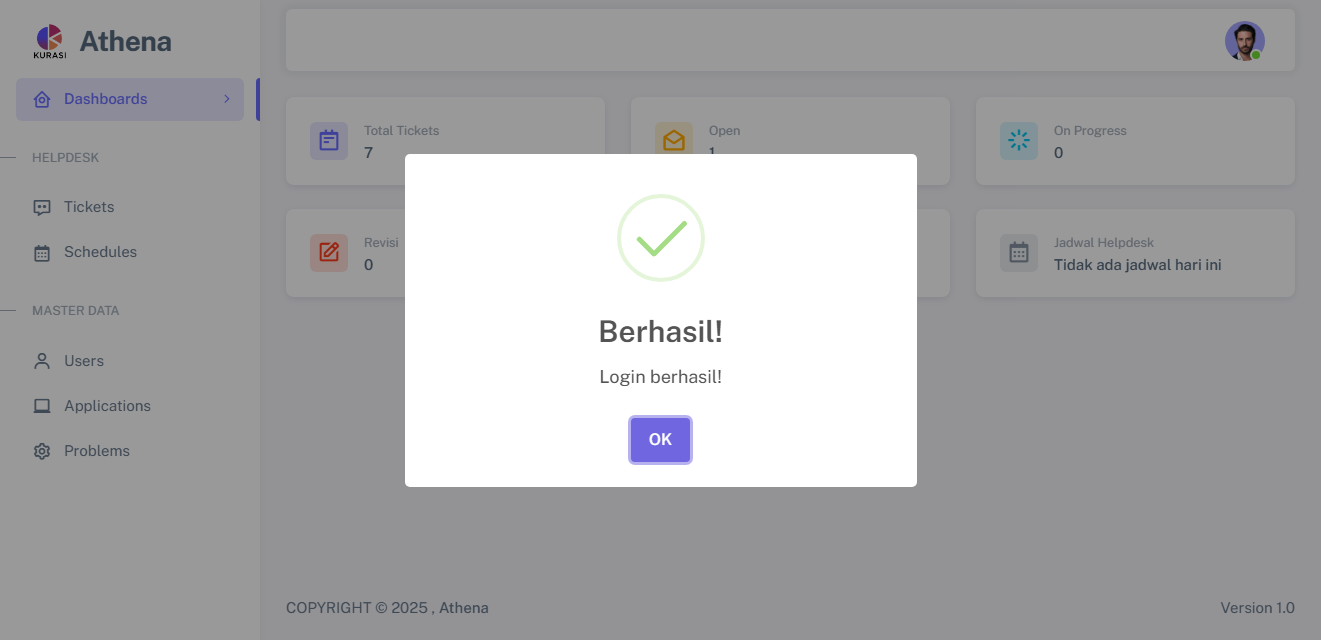 KURASI
Athena
Dashboards
HELPDESK
Tickets
Schedules
MASTER DATA
Users
Applications
Problems
Total Tickets
7
Open
1
On Progress
0
Revisi
0
Jadwal Helpdesk
Tidak ada jadwal hari ini
Berhasil!
Login berhasil!
OK
COPYRIGHT © 2025 , Athena
Version 1.0